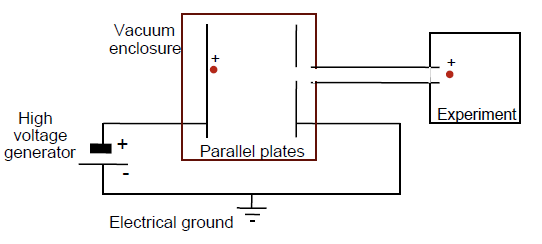 Vacuum
enclosure
+
+
Experiment
High
voltage
generator
+
-
Parallel plates
Electrical ground